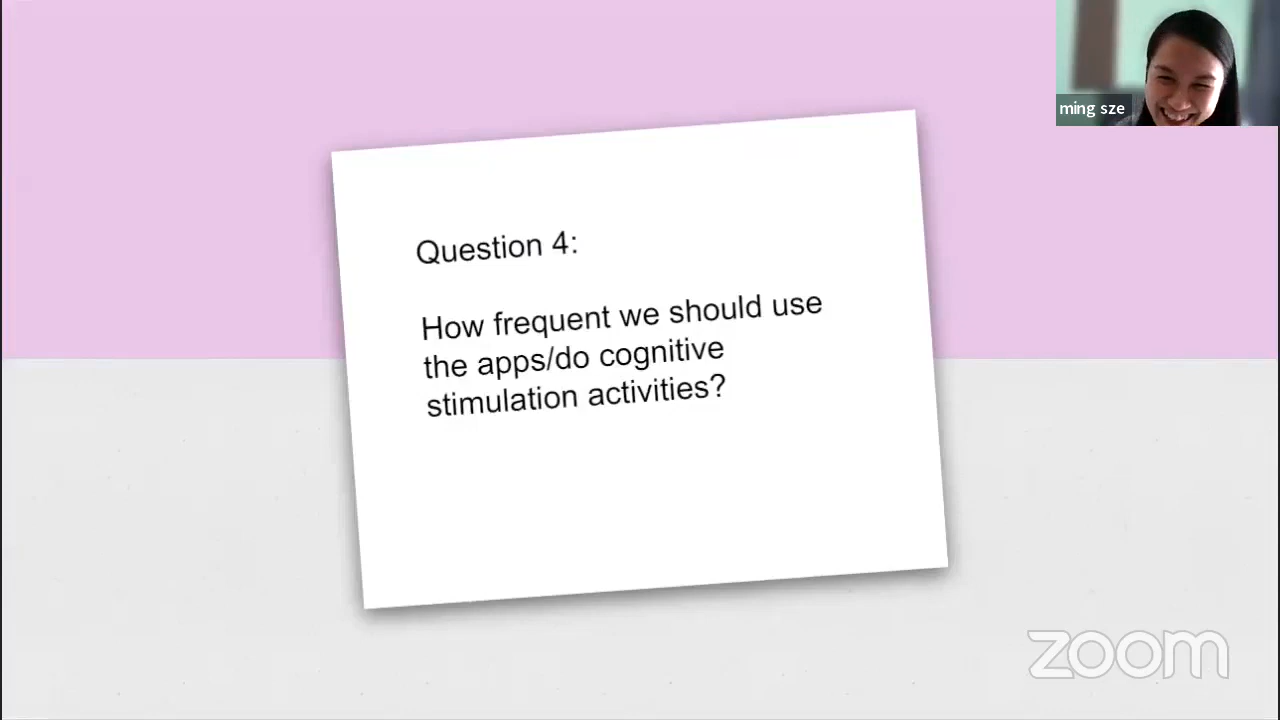 ming sze
Question 4:
How frequent we should use
the apps/do cognitive
stimulation activities?
zoom